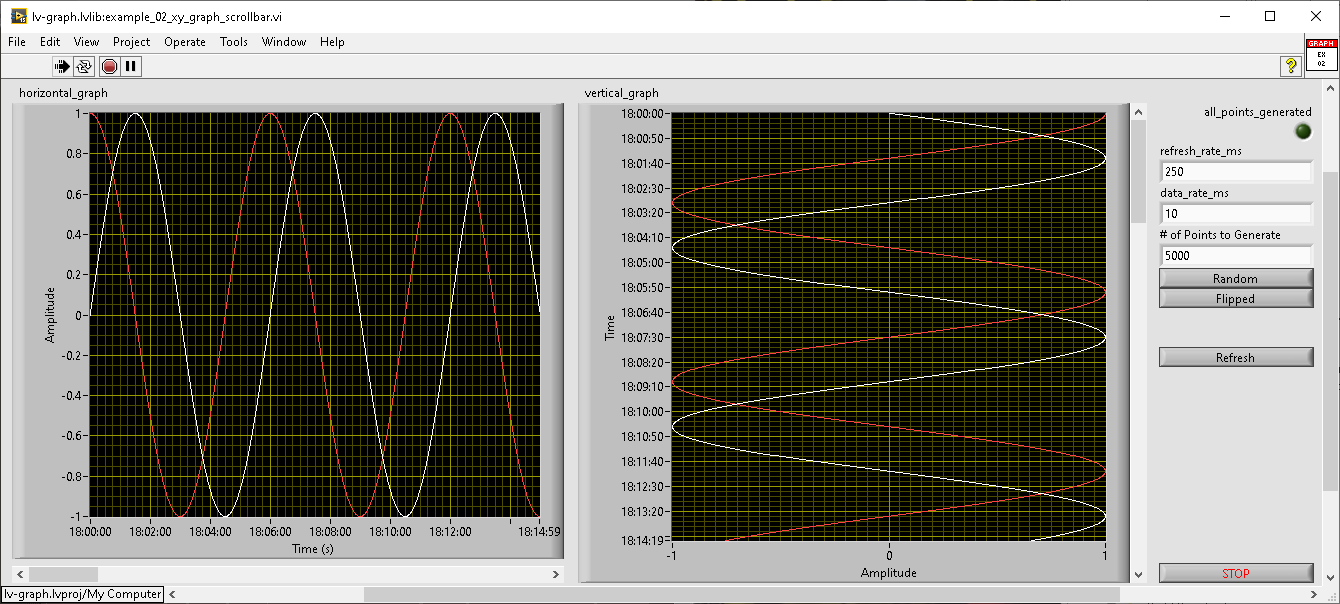 lv-graph.lvlib:example_02_xy_graph_scrollbar.vi
File Edit View Project Operate Tools Window Help
GRAPH
EX
02
horizontal_graph
1
0.8
0.6
0.4
0.2
0
-0.2
-0.4
-0.6
-0.8
-1
Amplitude
18:00:00 18:02:00 18:04:00 18:06:00 18:08:00 18:10:00 18:12:00 18:14:59
Time (s)
vertical_graph
18:00:00
18:00:50
18:01:40
18:02:30
18:03:20
18:04:10
18:05:00
18:05:50
18:06:40
18:07:30
18:08:20
18:09:10
18:10:00
18:10:50
18:11:40
18:12:30
18:13:20
18:14:19
Time
-1 0 1
Amplitude
all_points_generated
refresh_rate_ms
250
data_rate_ms
10
# of Points to Generate
5000
Random
Flipped
Refresh
STOP
lv-graph.lvproj/My Computer